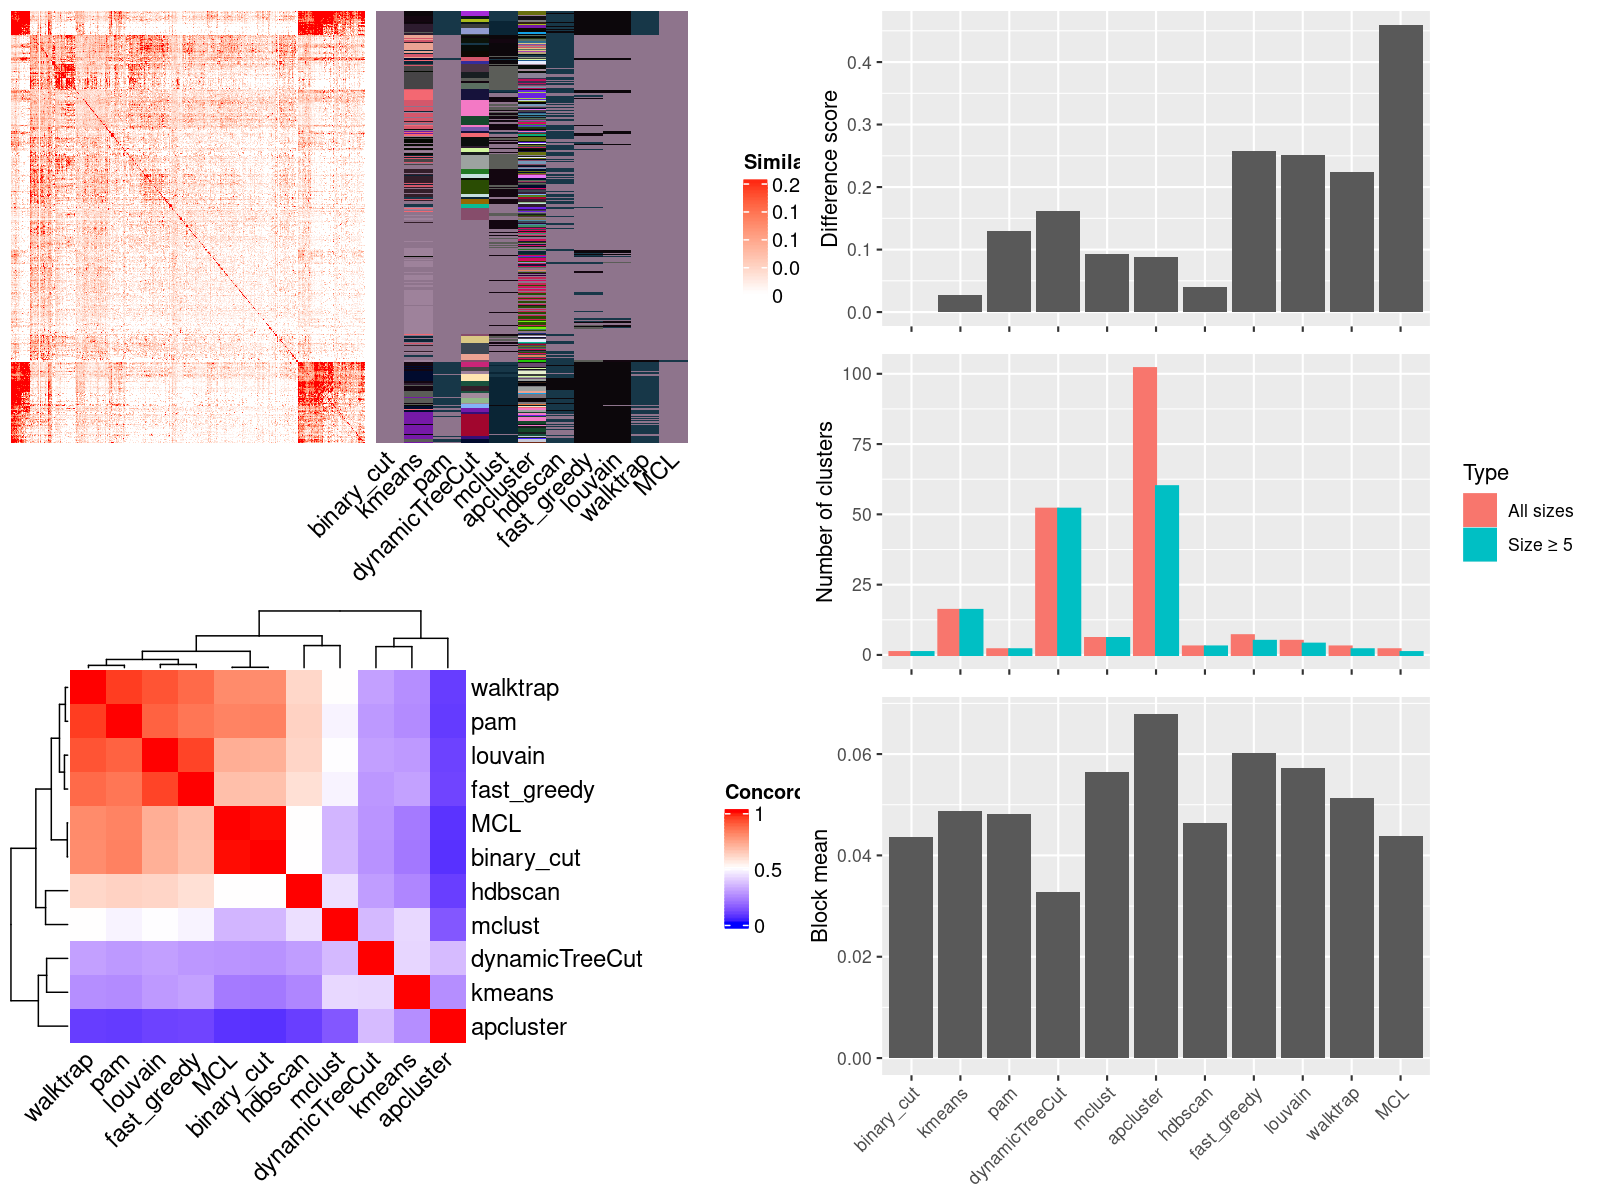 Simila
0.2
0.1
0.1
0.0
0
binary_cut
kmeans
pam
dynamicTreeCut
mclust
apcluster
hdbscan
fast_greedy
louvain
walktrap
MCL
walktrap
pam
louvain
fast_greedy
MCL
binary_cut
hdbscan
mclust
dynamicTreeCut
kmeans
apcluster
walktrap
pam
louvain
fast_greedy
MCL
binary_cut
hdbscan
mclust
dynamicTreeCut
kmeans
apcluster
Concord
1
0.5
0
Difference score
0.4
0.3
0.2
0.1
0.0
Number of clusters
100
75
50
25
0
Type
All sizes
Size ≥ 5
Block mean
0.06
0.04
0.02
0.00
binary_cut
kmeans
pam
dynamicTreeCut
mclust
apcluster
hdbscan
fast_greedy
louvain
walktrap
MCL